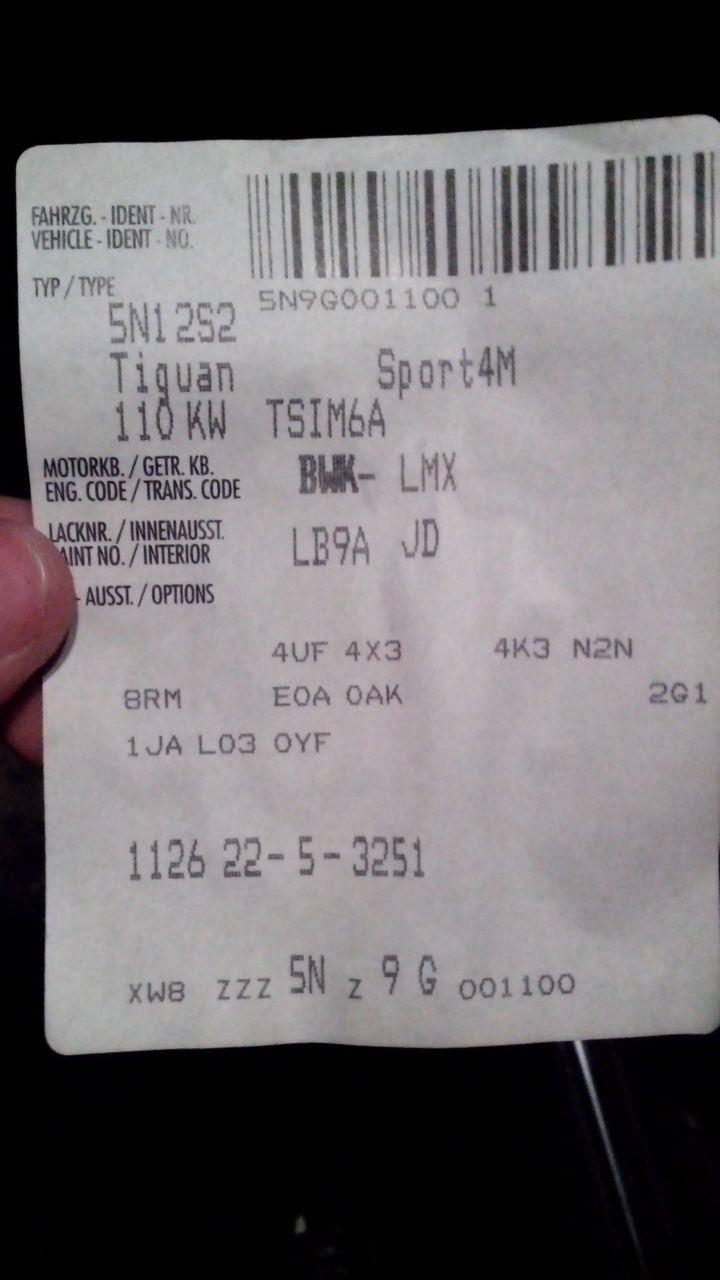 FAHRZG. - IDENT - NR.
VEHICLE - IDENT - NO.
5N9G001100 1
TYP / TYPE
5N12S2
Tiguan Sport4M
110 KW TSIM6A
MOTORKB. / GETR. KB.
ENG. CODE / TRANS. CODE
BWK- LMX
LACKNR. / INNENAUSST.
AINT NO. / INTERIOR
LB9A JD
- AUSST. / OPTIONS
4UF 4X3 4K3 N2N
8RM E0A 0AK 2G1
1JA L03 0YF
1126 22- 5 - 3251
XW8 ZZZ 5N Z 9 G 001100